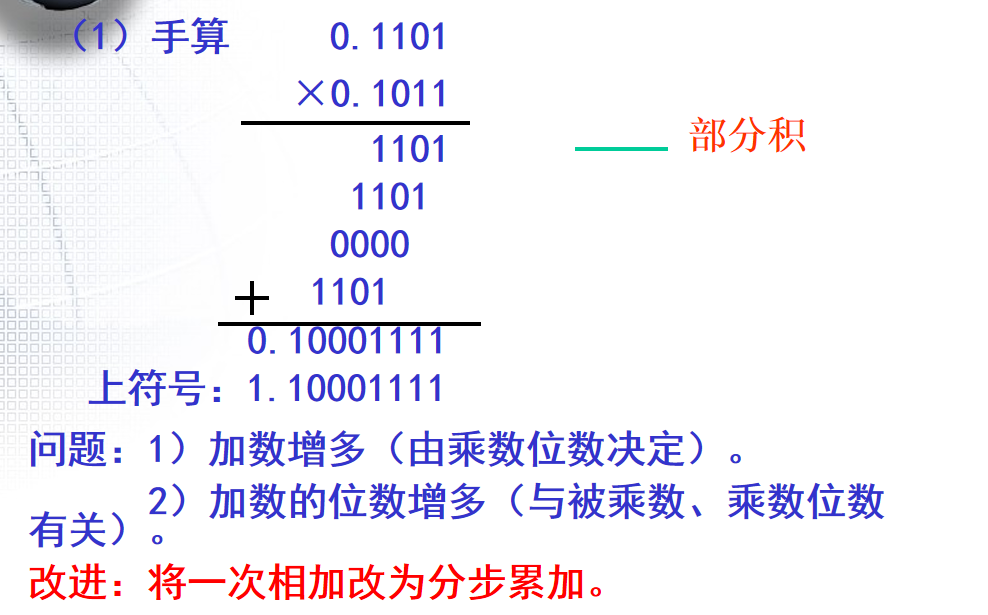 （1）手算 0.1101
×0.1011
1101 部分积
1101
0000
+ 1101
0.10001111
上符号：1.10001111
问题：1）加数增多（由乘数位数决定）。
2）加数的位数增多（与被乘数、乘数位数
有关）。
改进：将一次相加改为分步累加。